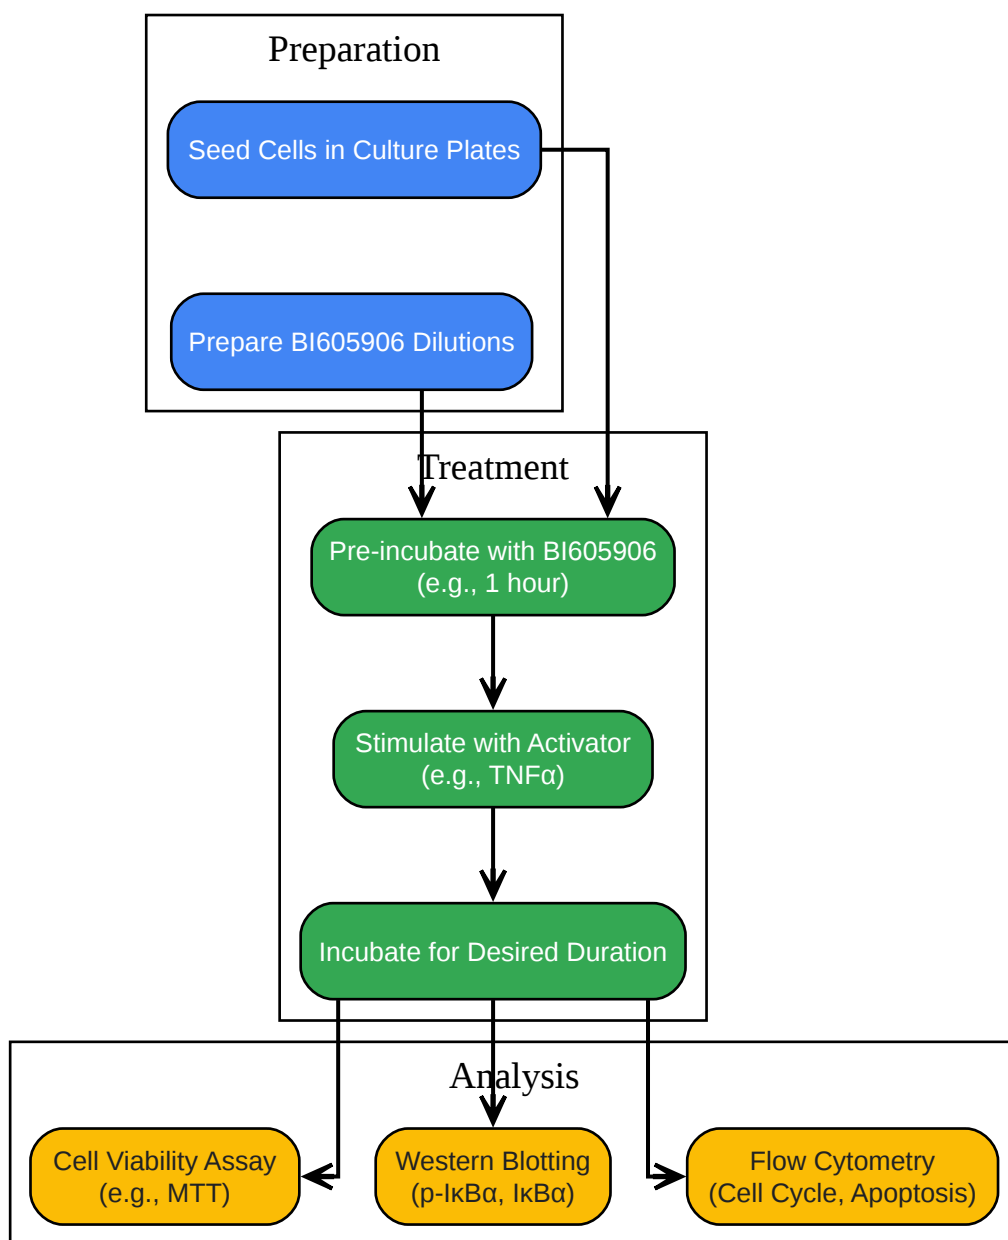 Preparation
Seed Cells in Culture Plates
Prepare BI605906 Dilutions
Treatment
Pre-incubate with BI605906
(e.g., 1 hour)
Stimulate with Activator
(e.g., TNFα)
Incubate for Desired Duration
Analysis
Cell Viability Assay
(e.g., MTT)
Western Blotting
(p-IκBα, IκBα)
Flow Cytometry
(Cell Cycle, Apoptosis)